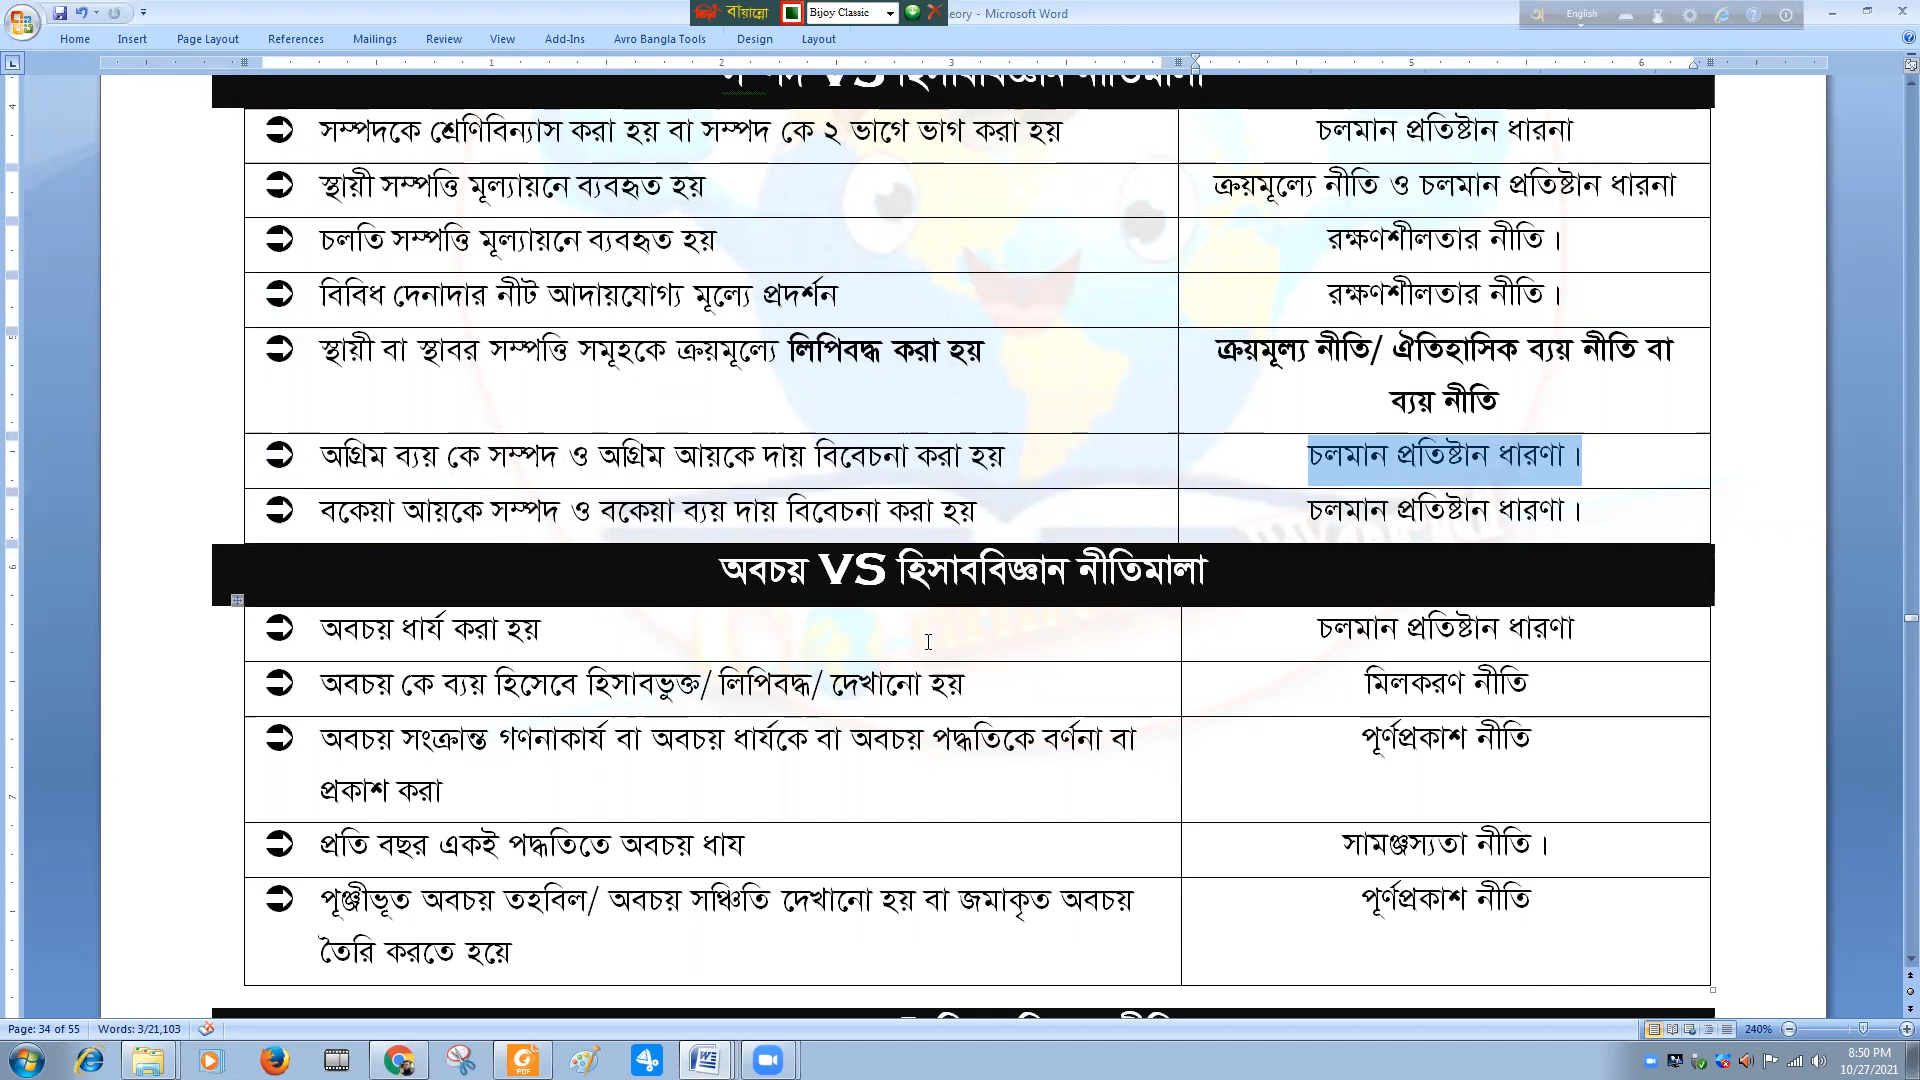 বায়ান্নো Bijoy Classic eory - Microsoft Word English
Home Insert Page Layout References Mailings Review View Add-Ins Avro Bangla Tools Design Layout
1 2 3 5 6
VS হিসাববিজ্ঞান নীতিমালা
সম্পদকে শ্রেণিবিন্যাস করা হয় বা সম্পদ কে ২ ভাগে ভাগ করা হয় চলমান প্রতিষ্টান ধারনা
স্থায়ী সম্পত্তি মূল্যায়নে ব্যবহৃত হয় ক্রয়মূল্যে নীতি ও চলমান প্রতিষ্টান ধারনা
চলতি সম্পত্তি মূল্যায়নে ব্যবহৃত হয় রক্ষণশীলতার নীতি।
বিবিধ দেনাদার নীট আদায়যোগ্য মূল্যে প্রদর্শন রক্ষণশীলতার নীতি।
স্থায়ী বা স্থাবর সম্পত্তি সমূহকে ক্রয়মূল্যে লিপিবদ্ধ করা হয় ক্রয়মূল্য নীতি/ ঐতিহাসিক ব্যয় নীতি বা
ব্যয় নীতি
অগ্রিম ব্যয় কে সম্পদ ও অগ্রিম আয়কে দায় বিবেচনা করা হয় চলমান প্রতিষ্টান ধারণা।
বকেয়া আয়কে সম্পদ ও বকেয়া ব্যয় দায় বিবেচনা করা হয় চলমান প্রতিষ্টান ধারণা।
অবচয় VS হিসাববিজ্ঞান নীতিমালা
অবচয় ধার্য করা হয় চলমান প্রতিষ্টান ধারণা
অবচয় কে ব্যয় হিসেবে হিসাবভুক্ত/ লিপিবদ্ধ/ দেখানো হয় মিলকরণ নীতি
অবচয় সংক্রান্ত গণনাকার্য বা অবচয় ধার্যকে বা অবচয় পদ্ধতিকে বর্ণনা বা পূর্ণপ্রকাশ নীতি
প্রকাশ করা
প্রতি বছর একই পদ্ধতিতে অবচয় ধায সামঞ্জস্যতা নীতি।
পূঞ্জীভূত অবচয় তহবিল/ অবচয় সঞ্চিতি দেখানো হয় বা জমাকৃত অবচয় পূর্ণপ্রকাশ নীতি
তৈরি করতে হয়ে
Page: 34 of 55 Words: 3/21,103 240%
8:50 PM
10/27/2021